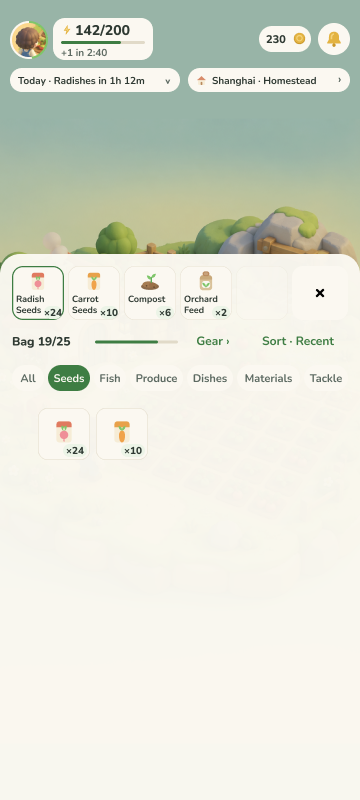 142/200
+1 in 2:40
230
Today · Radishes in 1h 12m
Shanghai · Homestead
Radish
Seeds ×24
Carrot
Seeds ×10
Compost
×6
Orchard
Feed ×2
Bag 19/25
Gear ›
Sort · Recent
All
Seeds
Fish
Produce
Dishes
Materials
Tackle
×24
×10